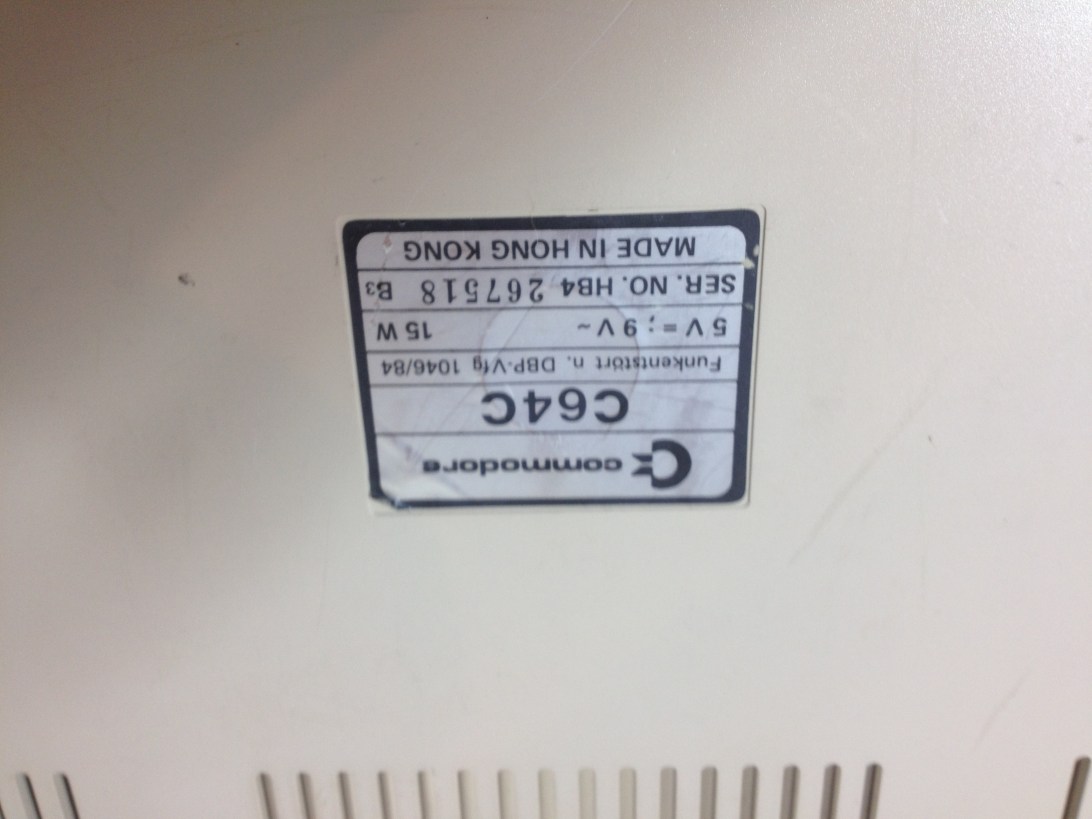 commodore
C64C
Funkentstört n. DBP-Vfg 1046/84
5 V = ; 9 V ~ 15 W
SER. NO. HB4 267518 B3
MADE IN HONG KONG